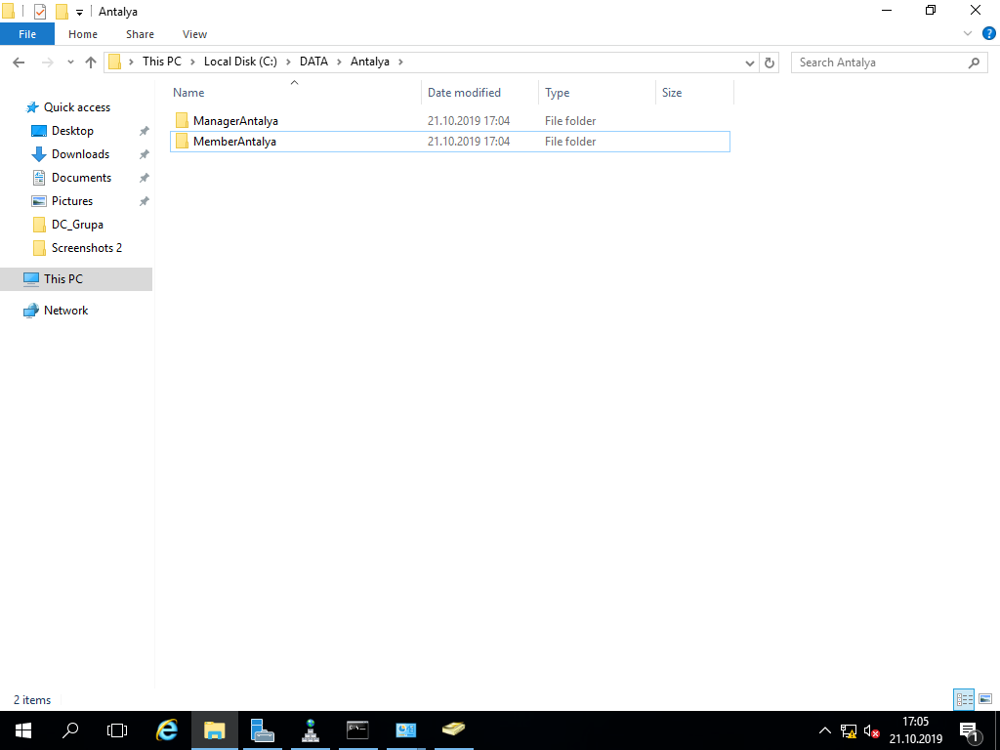 Antalya
File Home Share View
This PC Local Disk (C:) DATA Antalya
Search Antalya
Name Date modified Type Size
ManagerAntalya 21.10.2019 17:04 File folder
MemberAntalya 21.10.2019 17:04 File folder
Quick access
Desktop
Downloads
Documents
Pictures
DC_Grupa
Screenshots 2
This PC
Network
2 items
17:05
21.10.2019
1